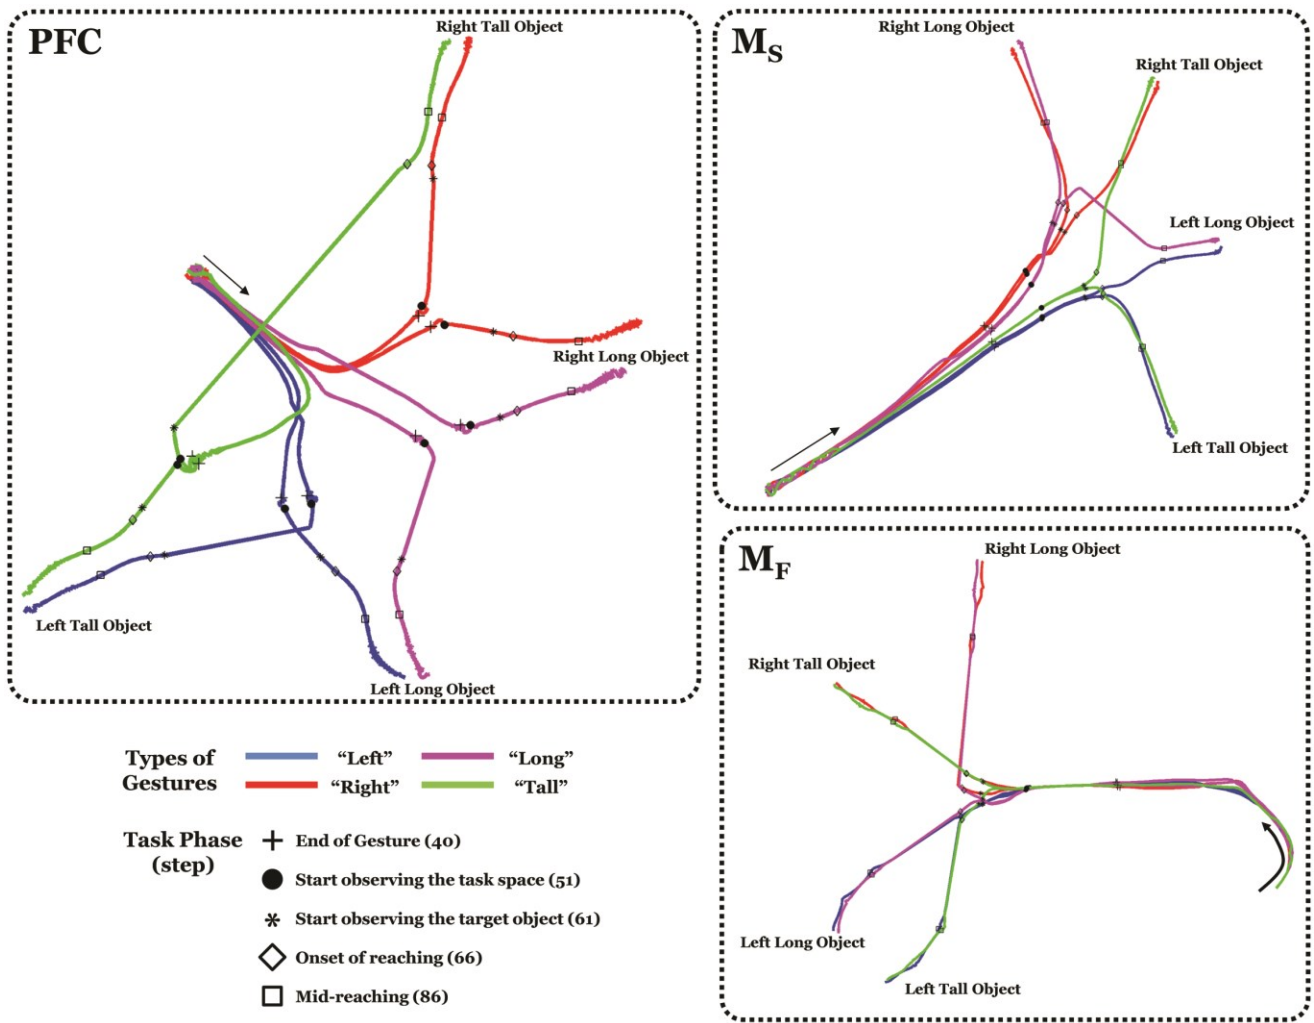 PFC
Right Tall Object
Right Long Object
Left Tall Object
Left Long Object
M_S
Right Long Object
Right Tall Object
Left Long Object
Left Tall Object
M_F
Right Long Object
Right Tall Object
Left Long Object
Left Tall Object
Types of
Gestures
“Left” “Long”
“Right” “Tall”
Task Phase
(step)
End of Gesture (40)
Start observing the task space (51)
Start observing the target object (61)
Onset of reaching (66)
Mid-reaching (86)